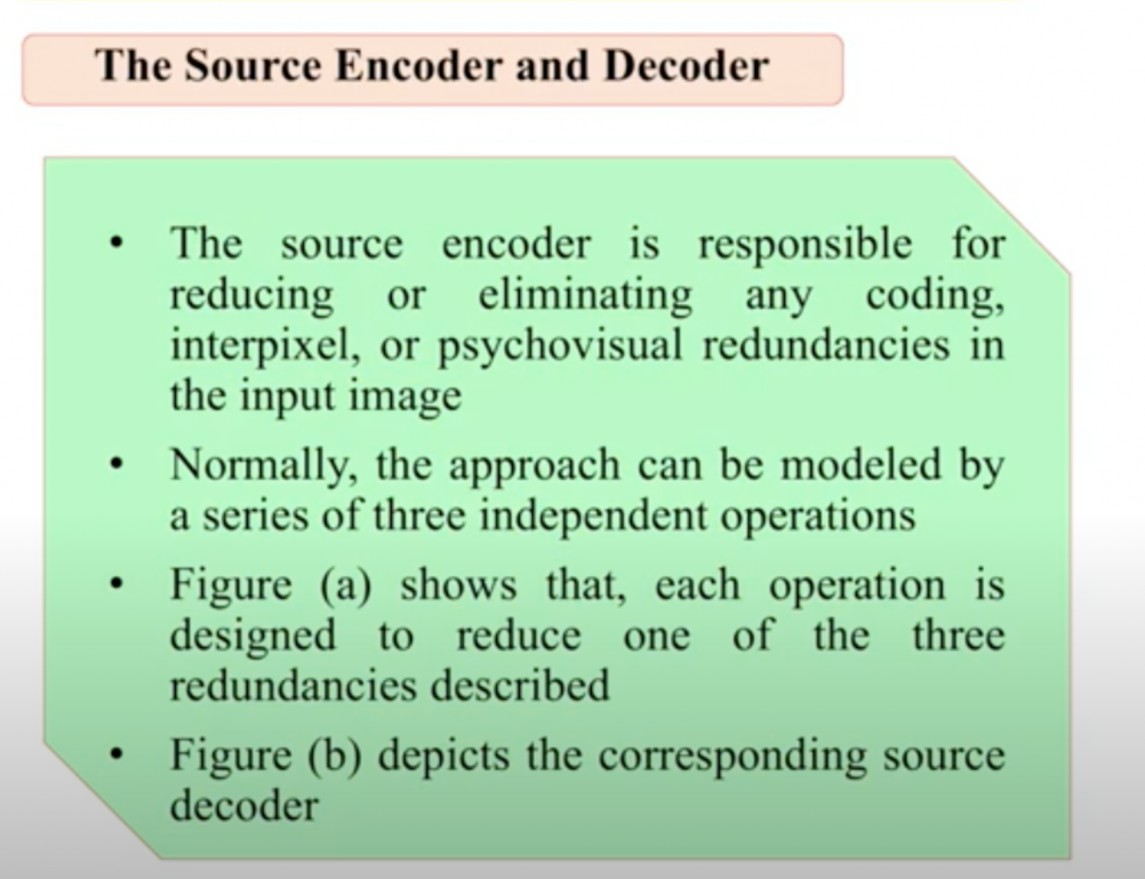 The Source Encoder and Decoder
• The source encoder is responsible for
reducing or eliminating any coding,
interpixel, or psychovisual redundancies in
the input image
• Normally, the approach can be modeled by
a series of three independent operations
• Figure (a) shows that, each operation is
designed to reduce one of the three
redundancies described
• Figure (b) depicts the corresponding source
decoder